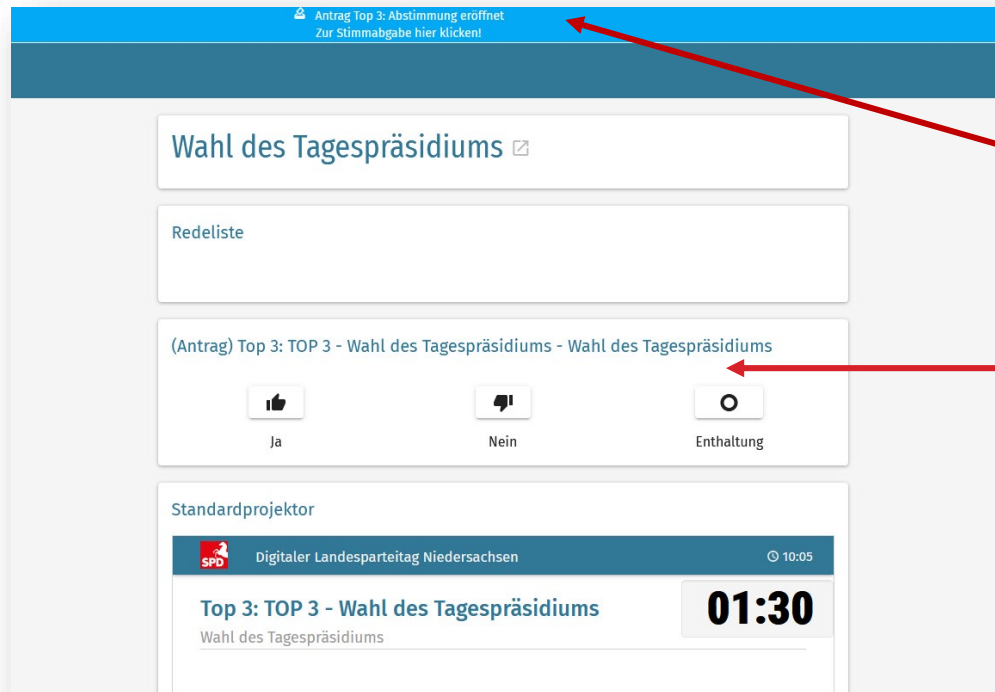 Antrag Top 3: Abstimmung eröffnet
Zur Stimmabgabe hier klicken!
Wahl des Tagespräsidiums
Redeliste
(Antrag) Top 3: TOP 3 - Wahl des Tagespräsidiums - Wahl des Tagespräsidiums
Ja Nein Enthaltung
Standardprojektor
SPD Digitaler Landesparteitag Niedersachsen 10:05
Top 3: TOP 3 - Wahl des Tagespräsidiums 01:30
Wahl des Tagespräsidiums